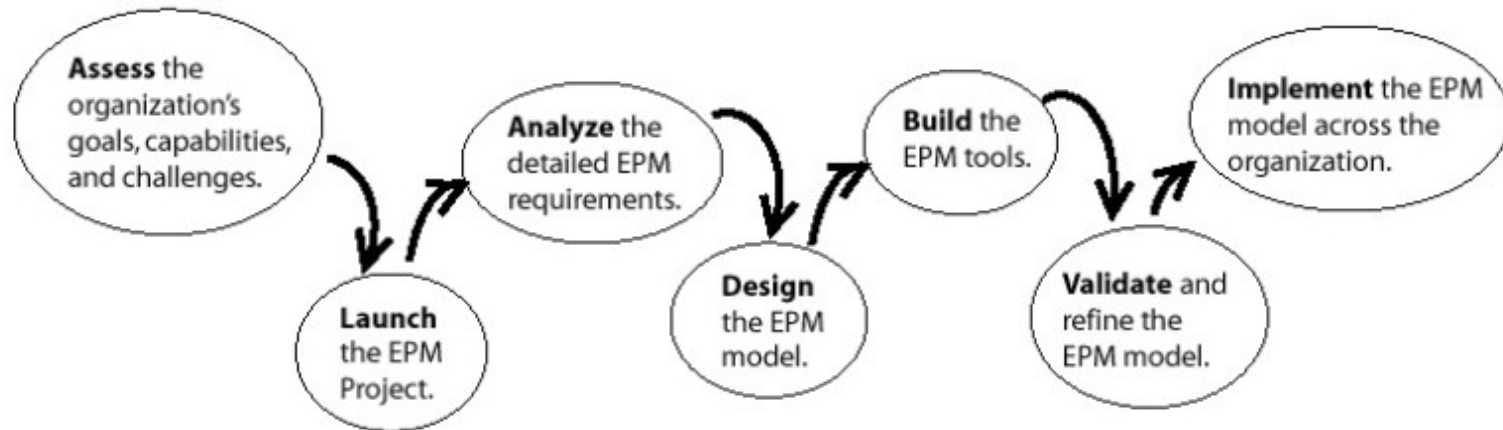 Assess the
organization's
goals, capabilities,
and challenges.
Launch
the EPM
Project.
Analyze the
detailed EPM
requirements.
Design
the EPM
model.
Build the
EPM tools.
Validate and
refine the
EPM model.
Implement the EPM
model across the
organization.